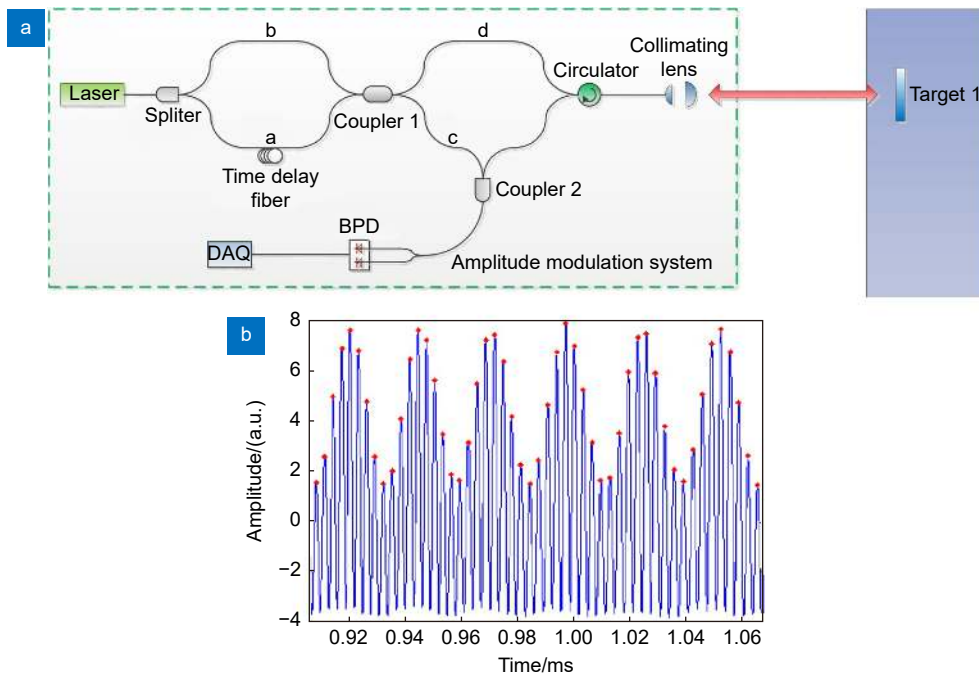 a
b
d
Collimating
lens
Circulator
Laser
Target 1
Spliter
Coupler 1
a
c
Time delay
fiber
Coupler 2
BPD
DAQ
Amplitude modulation system
b
8
6
4
2
0
−2
−4
Amplitude/(a.u.)
0.92 0.94 0.96 0.98 1.00 1.02 1.04 1.06
Time/ms